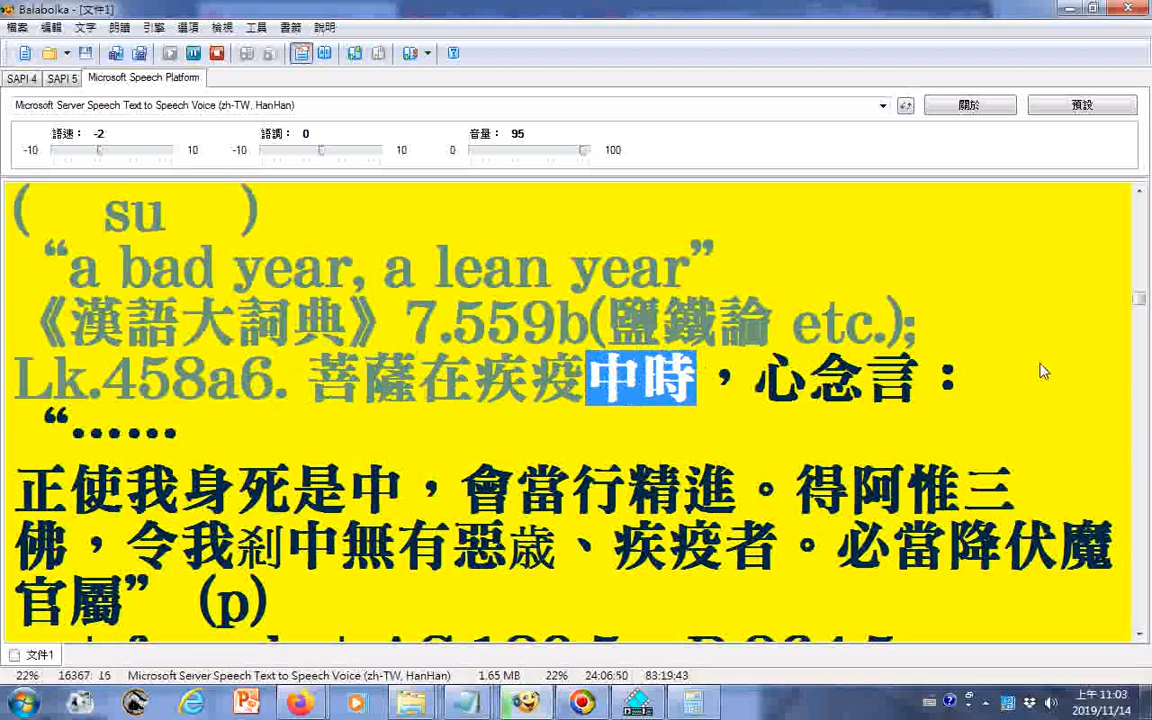 Balabolka - [文件1]
檔案 編輯 文字 朗讀 引擎 選項 檢視 工具 書籤 說明
SAPI 4 SAPI 5 Microsoft Speech Platform
Microsoft Server Speech Text to Speech Voice (zh-TW, HanHan) 關於 預設
語速： -2 語調： 0 音量： 95
-10 10 -10 10 0 100
( su )
“a bad year, a lean year”
《漢語大詞典》 7.559b(鹽鐵論 etc.);
Lk.458a6. 菩薩在疾疫中時，心念言：
“……
正使我身死是中，會當行精進。得阿惟三
佛，令我剎中無有惡歲、疾疫者。必當降伏魔
官屬” (p)
文件1
22% 16367: 15 Microsoft Server Speech Text to Speech Voice (zh-TW, HanHan) 1.65 MB 22% 24:06:50 83:19:43
上午 11:03
2019/11/14